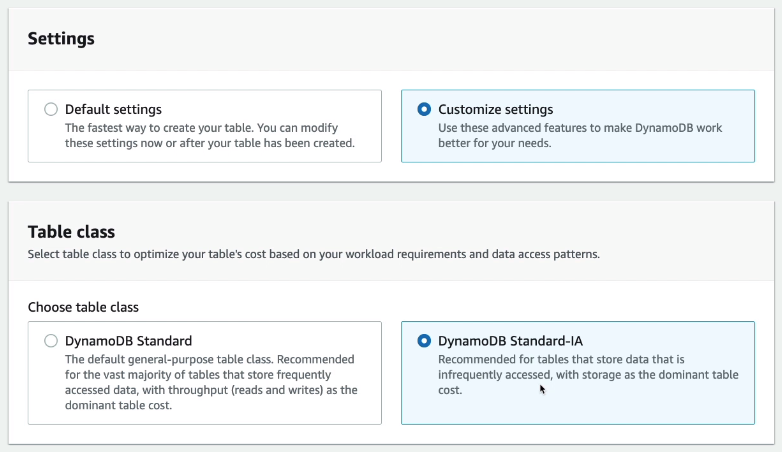 Settings
Default settings
The fastest way to create your table. You can modify
these settings now or after your table has been created.
Customize settings
Use these advanced features to make DynamoDB work
better for your needs.
Table class
Select table class to optimize your table's cost based on your workload requirements and data access patterns.
Choose table class
DynamoDB Standard
The default general-purpose table class. Recommended
for the vast majority of tables that store frequently
accessed data, with throughput (reads and writes) as the
dominant table cost.
DynamoDB Standard-IA
Recommended for tables that store data that is
infrequently accessed, with storage as the dominant table
cost.